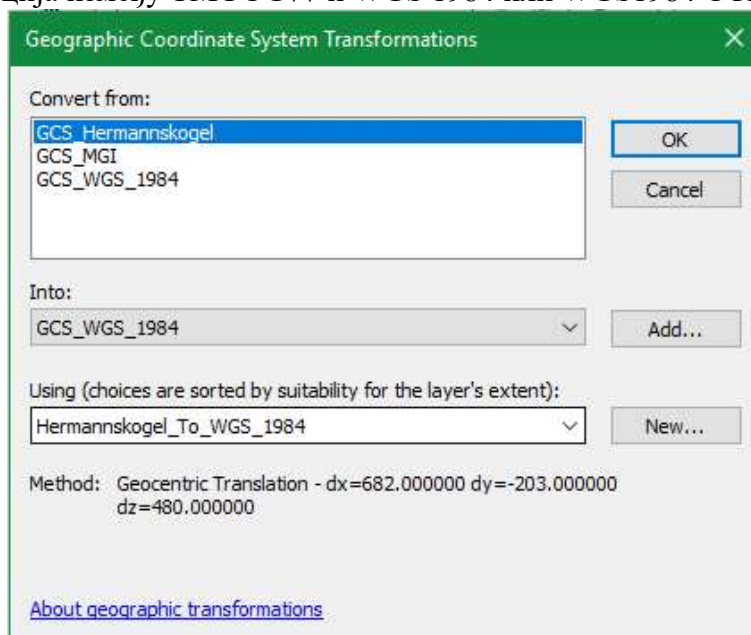 Geographic Coordinate System Transformations
Convert from:
GCS_Hermannskogel
GCS_MGI
GCS_WGS_1984
OK
Cancel
Into:
GCS_WGS_1984
Add...
Using (choices are sorted by suitability for the layer's extent):
Hermannskogel_To_WGS_1984
New...
Method: Geocentric Translation - dx=682.000000 dy=-203.000000
dz=480.000000
About geographic transformations